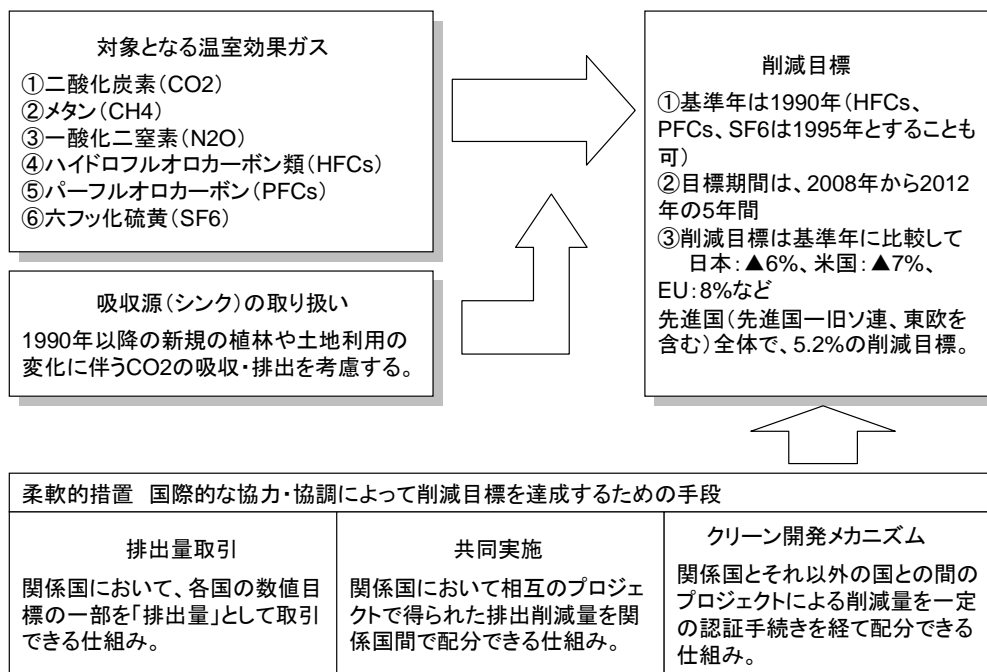 対象となる温室効果ガス
①二酸化炭素(CO2)
②メタン(CH4)
③一酸化二窒素(N2O)
④ハイドロフルオロカーボン類(HFCs)
⑤パーフルオロカーボン(PFCs)
⑥六フッ化硫黄(SF6)
吸収源(シンク)の取り扱い
1990年以降の新規の植林や土地利用の
変化に伴うCO2の吸収・排出を考慮する。
削減目標
①基準年は1990年(HFCs、
PFCs、SF6は1995年とすることも
可)
②目標期間は、2008年から2012
年の5年間
③削減目標は基準年に比較して
日本:▲6%、米国:▲7%、
EU:8%など
先進国(先進国一旧ソ連、東欧を
含む)全体で、5.2%の削減目標。
柔軟的措置 国際的な協力・協調によって削減目標を達成するための手段
排出量取引
関係国において、各国の数値目
標の一部を「排出量」として取引
できる仕組み。
共同実施
関係国において相互のプロジェ
クトで得られた排出削減量を関
係国間で配分できる仕組み。
クリーン開発メカニズム
関係国とそれ以外の国との間の
プロジェクトによる削減量を一定
の認証手続きを経て配分できる
仕組み。